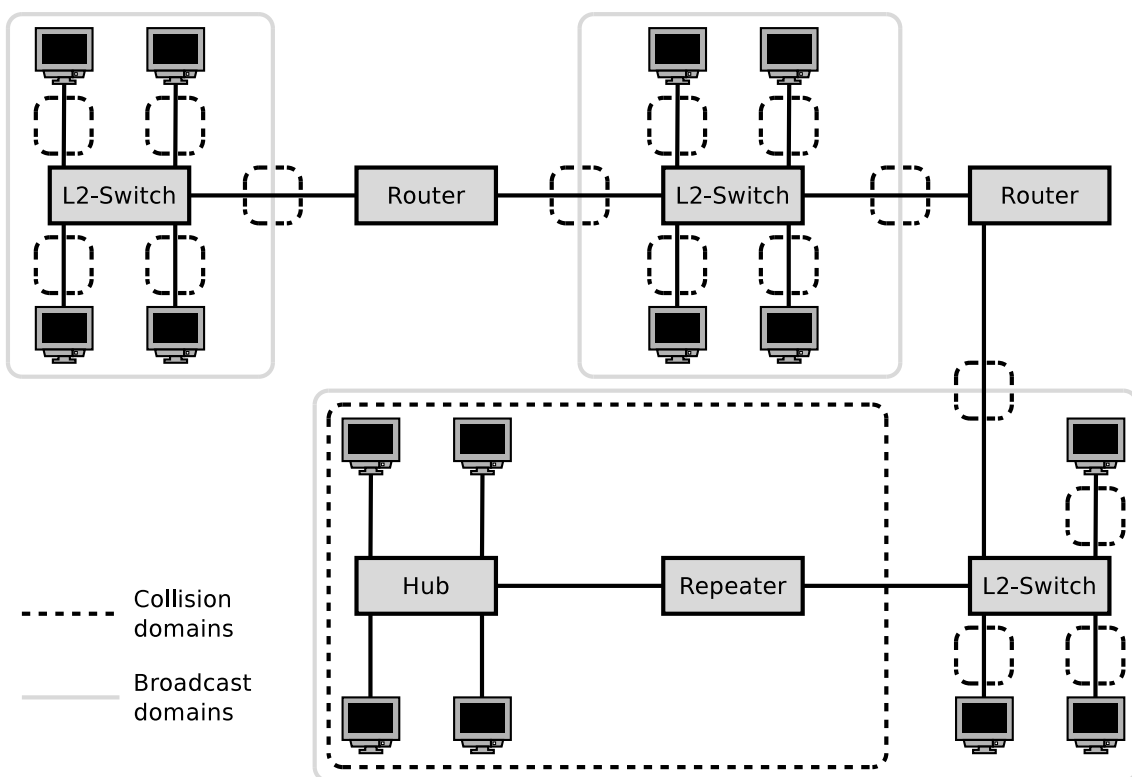 L2-Switch
Router
L2-Switch
Router
Hub
Repeater
L2-Switch
Collision
domains
Broadcast
domains